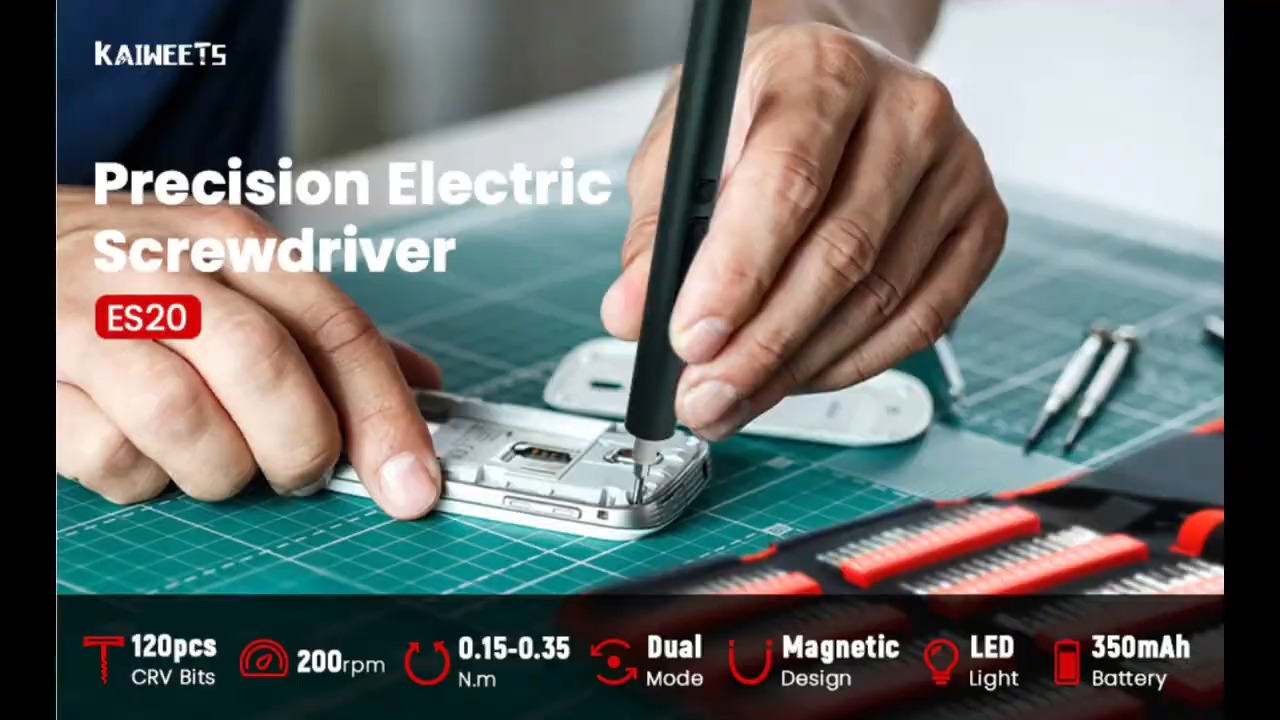 KAIWEETS
Precision Electric
Screwdriver
ES20
120pcs
CRV Bits
200rpm
0.15-0.35
N.m
Dual
Mode
Magnetic
Design
LED
Light
350mAh
Battery